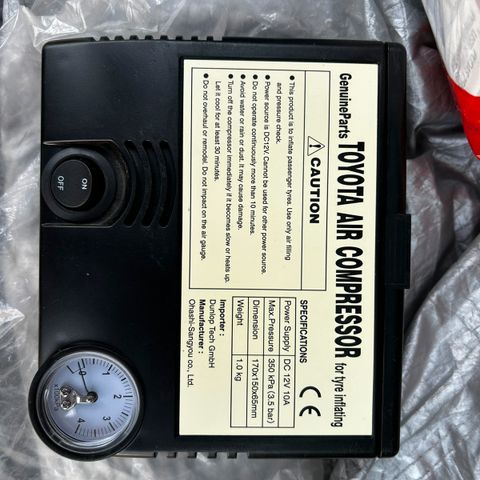 GenuineParts TOYOTA AIR COMPRESSOR for tyre inflating
CAUTION
• This product is to inflate passenger tyres. Use only air filling
and pressure check.
• Power source is DC12V. Cannot be used for other power source.
• Do not operate continuously more than 10 minutes.
• Avoid water or rain or dust. It may cause damage.
• Turn off the compressor immediately if it becomes slow or heats up.
Let it cool for at least 30 minutes.
• Do not overhaul or remodel. Do not impact on the air gauge.
SPECIFICATIONS
Power Supply DC 12V 10A
Max.Pressure 350 kPa (3.5 bar)
Dimension 170x150x65mm
Weight 1.0 kg
CE
Importer :
Dunlop Tech GmbH
Manufacturer :
Ohashi-Sangyou co., Ltd.
ON
OFF
0
1
2
4